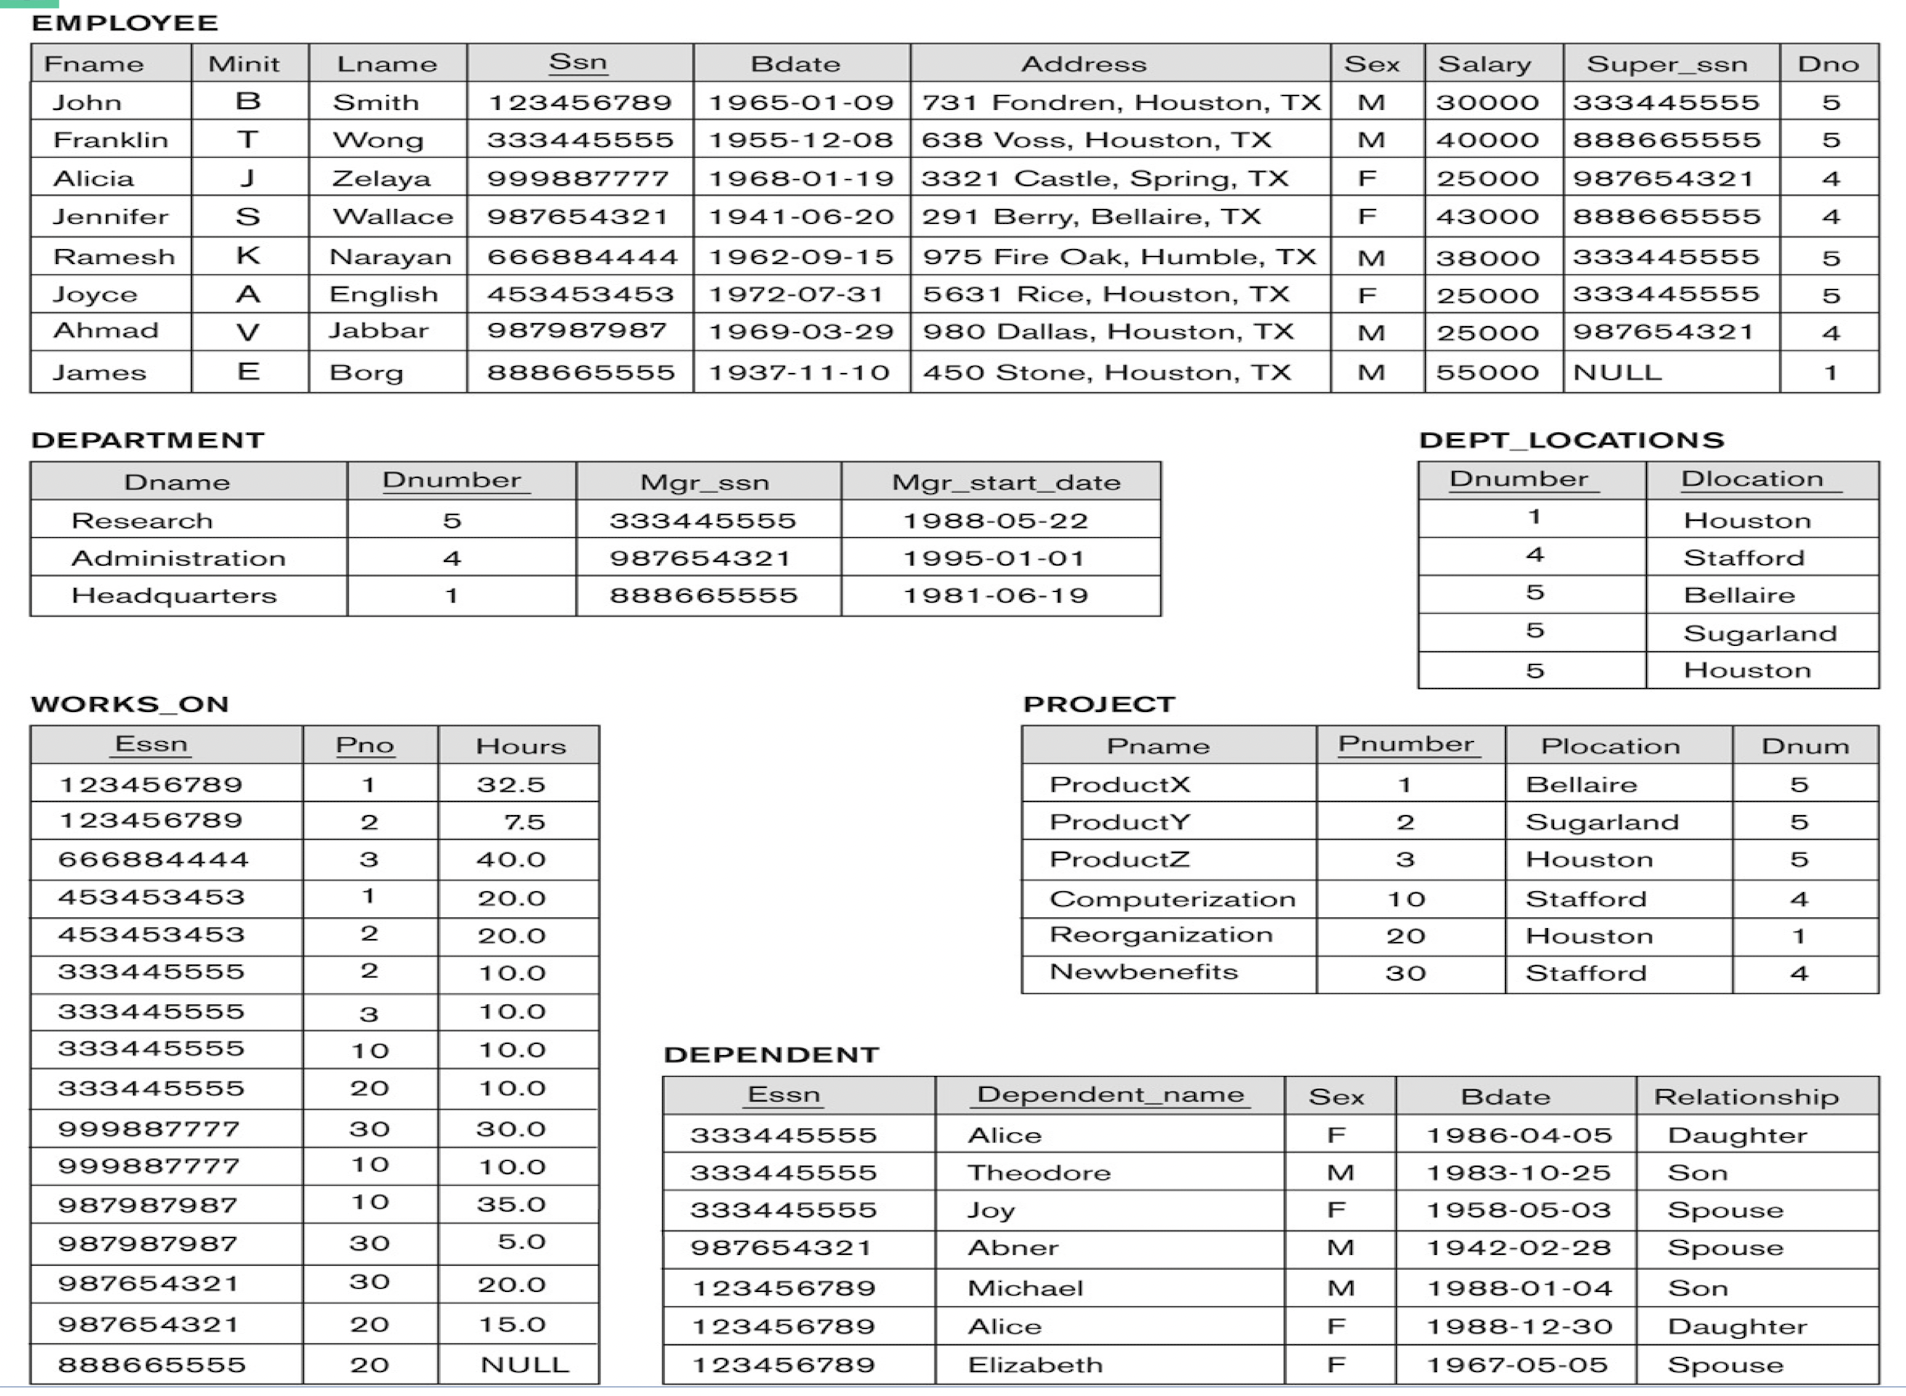 EMPLOYEE
Fname Minit Lname Ssn Bdate Address Sex Salary Super_ssn Dno
John B Smith 123456789 1965-01-09 731 Fondren, Houston, TX M 30000 333445555 5
Franklin T Wong 333445555 1955-12-08 638 Voss, Houston, TX M 40000 888665555 5
Alicia J Zelaya 999887777 1968-01-19 3321 Castle, Spring, TX F 25000 987654321 4
Jennifer S Wallace 987654321 1941-06-20 291 Berry, Bellaire, TX F 43000 888665555 4
Ramesh K Narayan 666884444 1962-09-15 975 Fire Oak, Humble, TX M 38000 333445555 5
Joyce A English 453453453 1972-07-31 5631 Rice, Houston, TX F 25000 333445555 5
Ahmad V Jabbar 987987987 1969-03-29 980 Dallas, Houston, TX M 25000 987654321 4
James E Borg 888665555 1937-11-10 450 Stone, Houston, TX M 55000 NULL 1
DEPARTMENT
Dname Dnumber Mgr_ssn Mgr_start_date
Research 5 333445555 1988-05-22
Administration 4 987654321 1995-01-01
Headquarters 1 888665555 1981-06-19
DEPT_LOCATIONS
Dnumber Dlocation
1 Houston
4 Stafford
5 Bellaire
5 Sugarland
5 Houston
WORKS_ON
Essn Pno Hours
123456789 1 32.5
123456789 2 7.5
666884444 3 40.0
453453453 1 20.0
453453453 2 20.0
333445555 2 10.0
333445555 3 10.0
333445555 10 10.0
333445555 20 10.0
999887777 30 30.0
999887777 10 10.0
987987987 10 35.0
987987987 30 5.0
987654321 30 20.0
987654321 20 15.0
888665555 20 NULL
PROJECT
Pname Pnumber Plocation Dnum
ProductX 1 Bellaire 5
ProductY 2 Sugarland 5
ProductZ 3 Houston 5
Computerization 10 Stafford 4
Reorganization 20 Houston 1
Newbenefits 30 Stafford 4
DEPENDENT
Essn Dependent_name Sex Bdate Relationship
333445555 Alice F 1986-04-05 Daughter
333445555 Theodore M 1983-10-25 Son
333445555 Joy F 1958-05-03 Spouse
987654321 Abner M 1942-02-28 Spouse
123456789 Michael M 1988-01-04 Son
123456789 Alice F 1988-12-30 Daughter
123456789 Elizabeth F 1967-05-05 Spouse